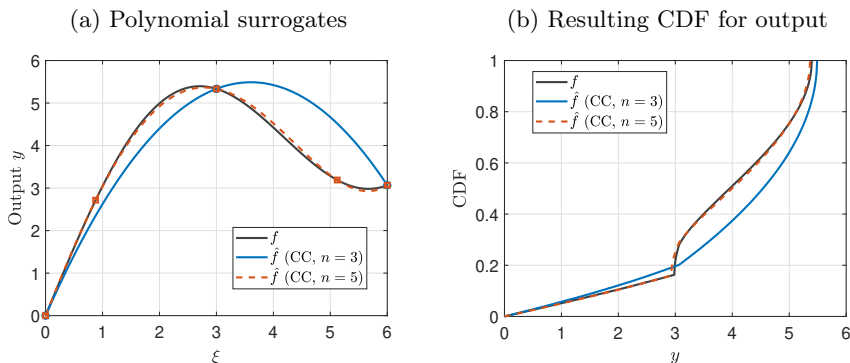 (a) Polynomial surrogates
6
5
4
3
2
1
0
Output y
0 1 2 3 4 5 6
ξ
f
f̂ (CC, n = 3)
f̂ (CC, n = 5)
(b) Resulting CDF for output
1
0.8
0.6
0.4
0.2
0
CDF
0 1 2 3 4 5 6
y
f
f̂ (CC, n = 3)
f̂ (CC, n = 5)